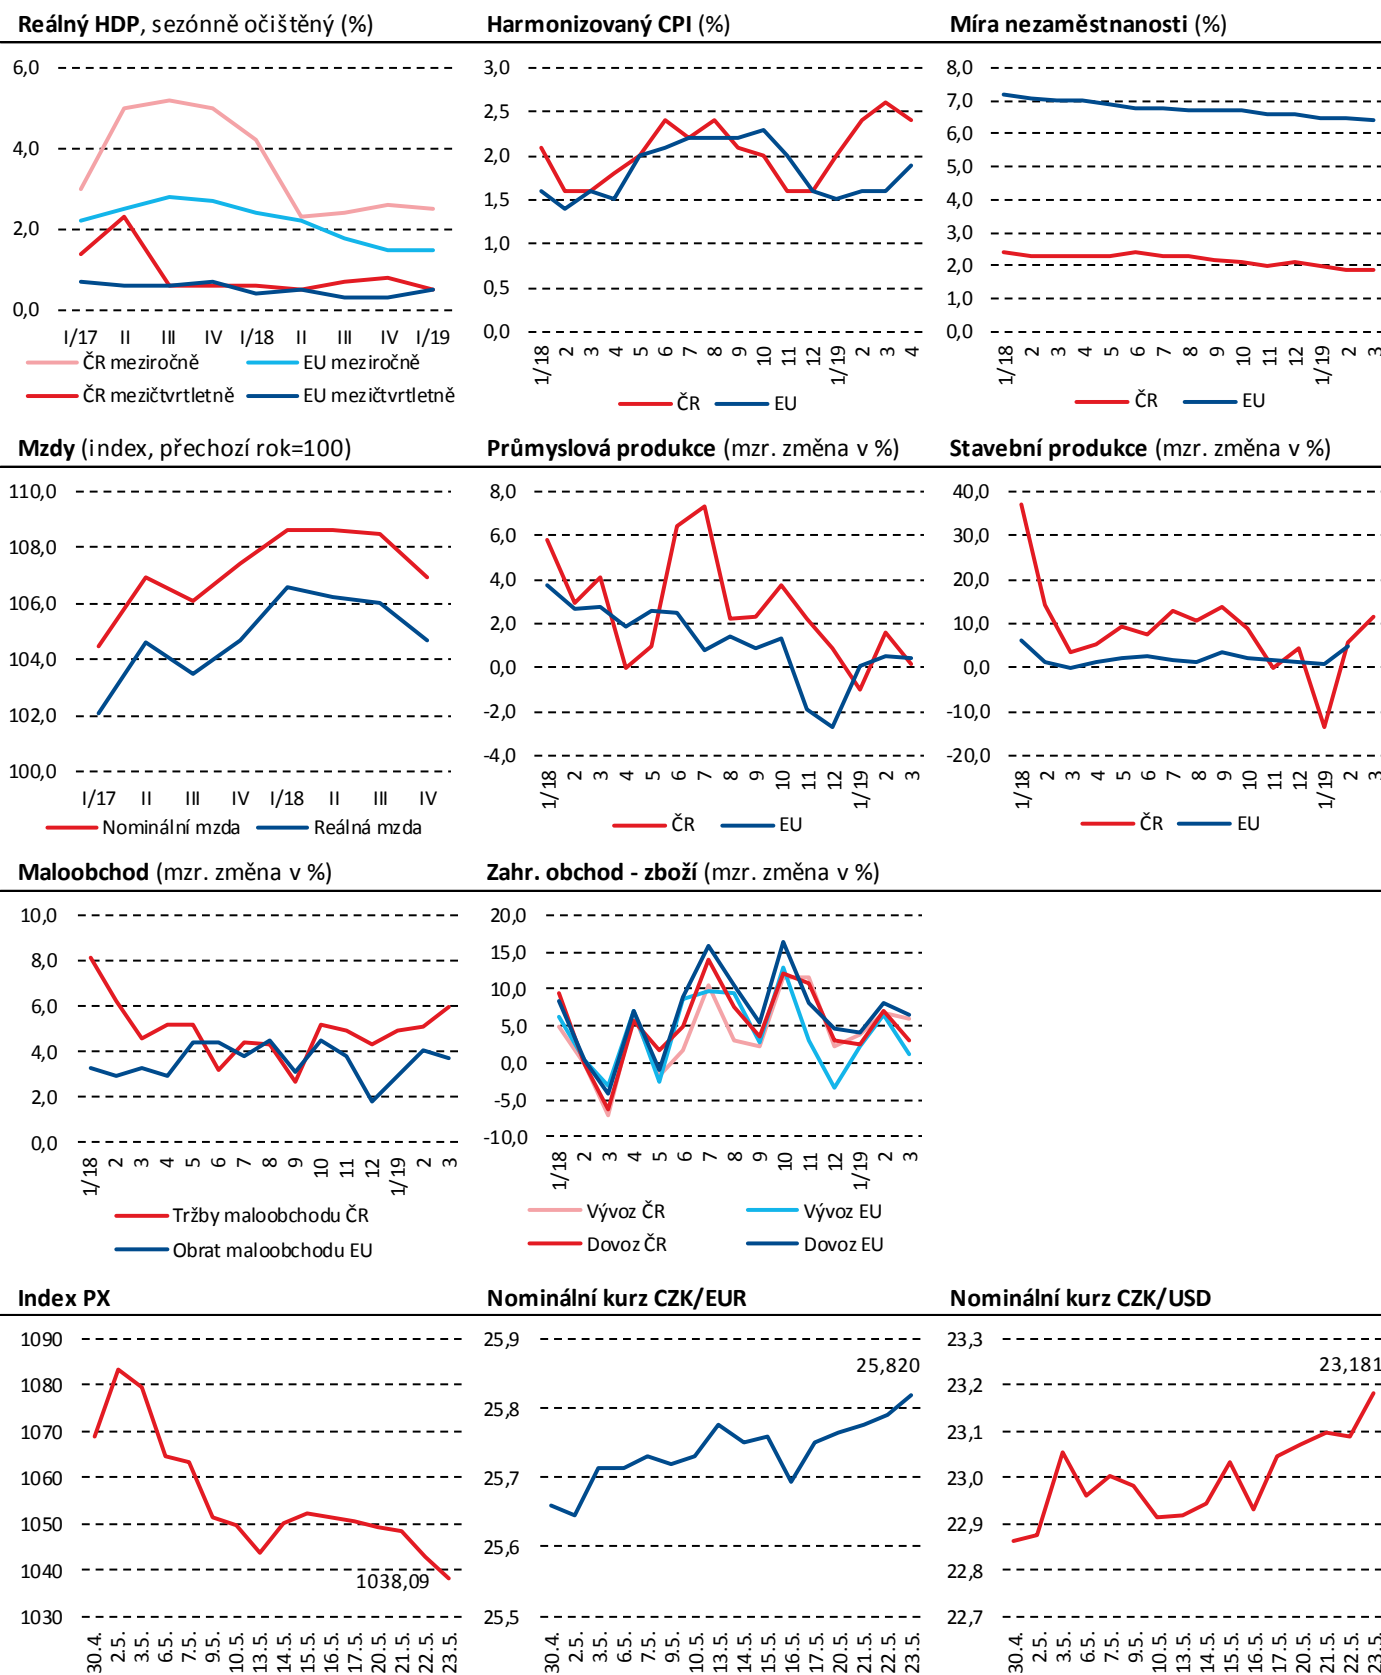 Reálný HDP, sezónně očištěný (%)
6,0
4,0
2,0
0,0
I/17 II III IV I/18 II III IV I/19
ČR meziročně EU meziročně
ČR mezičtvrtletně EU mezičtvrtletně
Harmonizovaný CPI (%)
3,0
2,5
2,0
1,5
1,0
0,5
0,0
1/18 2 3 4 5 6 7 8 9 10 11 12 1/19 2 3 4
ČR EU
Míra nezaměstnanosti (%)
8,0
7,0
6,0
5,0
4,0
3,0
2,0
1,0
0,0
1/18 2 3 4 5 6 7 8 9 10 11 12 1/19 2 3
ČR EU
Mzdy (index, přechozí rok=100)
110,0
108,0
106,0
104,0
102,0
100,0
I/17 II III IV I/18 II III IV
Nominální mzda Reálná mzda
Průmyslová produkce (mzr. změna v %)
8,0
6,0
4,0
2,0
0,0
-2,0
-4,0
1/18 2 3 4 5 6 7 8 9 10 11 12 1/19 2 3
ČR EU
Stavební produkce (mzr. změna v %)
40,0
30,0
20,0
10,0
0,0
-10,0
-20,0
1/18 2 3 4 5 6 7 8 9 10 11 12 1/19 2 3
ČR EU
Maloobchod (mzr. změna v %)
10,0
8,0
6,0
4,0
2,0
0,0
1/18 2 3 4 5 6 7 8 9 10 11 12 1/19 2 3
Tržby maloobchodu ČR
Obrat maloobchodu EU
Zahr. obchod - zboží (mzr. změna v %)
20,0
15,0
10,0
5,0
0,0
-5,0
-10,0
1/18 2 3 4 5 6 7 8 9 10 11 12 1/19 2 3
Vývoz ČR Vývoz EU
Dovoz ČR Dovoz EU
Index PX
1090
1080
1070
1060
1050
1040
1030
1038,09
30.4. 2.5. 3.5. 6.5. 7.5. 9.5. 10.5. 13.5. 14.5. 15.5. 16.5. 17.5. 20.5. 21.5. 22.5. 23.5.
Nominální kurz CZK/EUR
25,9
25,8
25,7
25,6
25,5
25,820
30.4. 2.5. 3.5. 6.5. 7.5. 9.5. 10.5. 13.5. 14.5. 15.5. 16.5. 17.5. 20.5. 21.5. 22.5. 23.5.
Nominální kurz CZK/USD
23,3
23,2
23,1
23,0
22,9
22,8
22,7
23,181
30.4. 2.5. 3.5. 6.5. 7.5. 9.5. 10.5. 13.5. 14.5. 15.5. 16.5. 17.5. 20.5. 21.5. 22.5. 23.5.